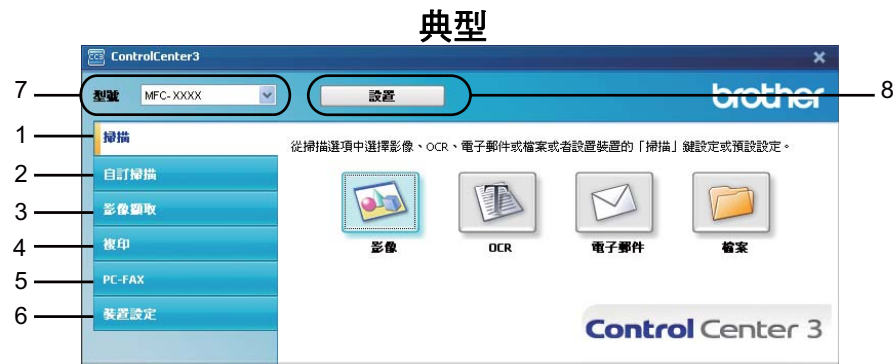 典型
ControlCenter3
7
型號 MFC-XXXX
設置
8
brother
1
掃描
從掃描選項中選擇影像、OCR、電子郵件或檔案或者設置裝置的「掃描」鍵設定或預設設定。
2
自訂掃描
3
影像擷取
4
複印
5
PC-FAX
6
裝置設定
影像
OCR
電子郵件
檔案
Control Center 3